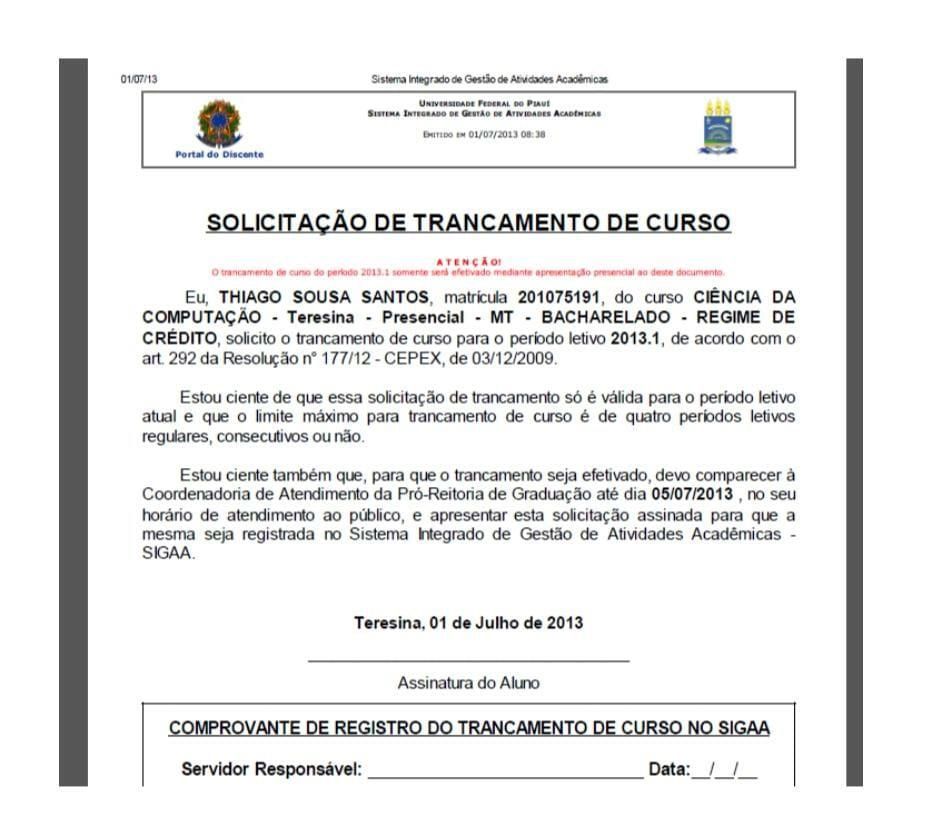 01/07/13 Sistema Integrado de Gestão de Atividades Acadêmicas
UNIVERSIDADE FEDERAL DO PIAUÍ
SISTEMA INTEGRADO DE GESTÃO DE ATIVIDADES ACADÊMICAS
EMITIDO EM 01/07/2013 08:38
Portal do Discente
SOLICITAÇÃO DE TRANCAMENTO DE CURSO
ATENÇÃO!
O trancamento de curso do período 2013.1 somente será efetivado mediante apresentação presencial ao deste documento.
Eu, THIAGO SOUSA SANTOS, matrícula 201075191, do curso CIÊNCIA DA
COMPUTAÇÃO - Teresina - Presencial - MT - BACHARELADO - REGIME DE
CRÉDITO, solicito o trancamento de curso para o período letivo 2013.1, de acordo com o
art. 292 da Resolução n° 177/12 - CEPEX, de 03/12/2009.
Estou ciente de que essa solicitação de trancamento só é válida para o período letivo
atual e que o limite máximo para trancamento de curso é de quatro períodos letivos
regulares, consecutivos ou não.
Estou ciente também que, para que o trancamento seja efetivado, devo comparecer à
Coordenadoria de Atendimento da Pró-Reitoria de Graduação até dia 05/07/2013 , no seu
horário de atendimento ao público, e apresentar esta solicitação assinada para que a
mesma seja registrada no Sistema Integrado de Gestão de Atividades Acadêmicas -
SIGAA.
Teresina, 01 de Julho de 2013
Assinatura do Aluno
COMPROVANTE DE REGISTRO DO TRANCAMENTO DE CURSO NO SIGAA
Servidor Responsável: ______________________________ Data:__/__/__